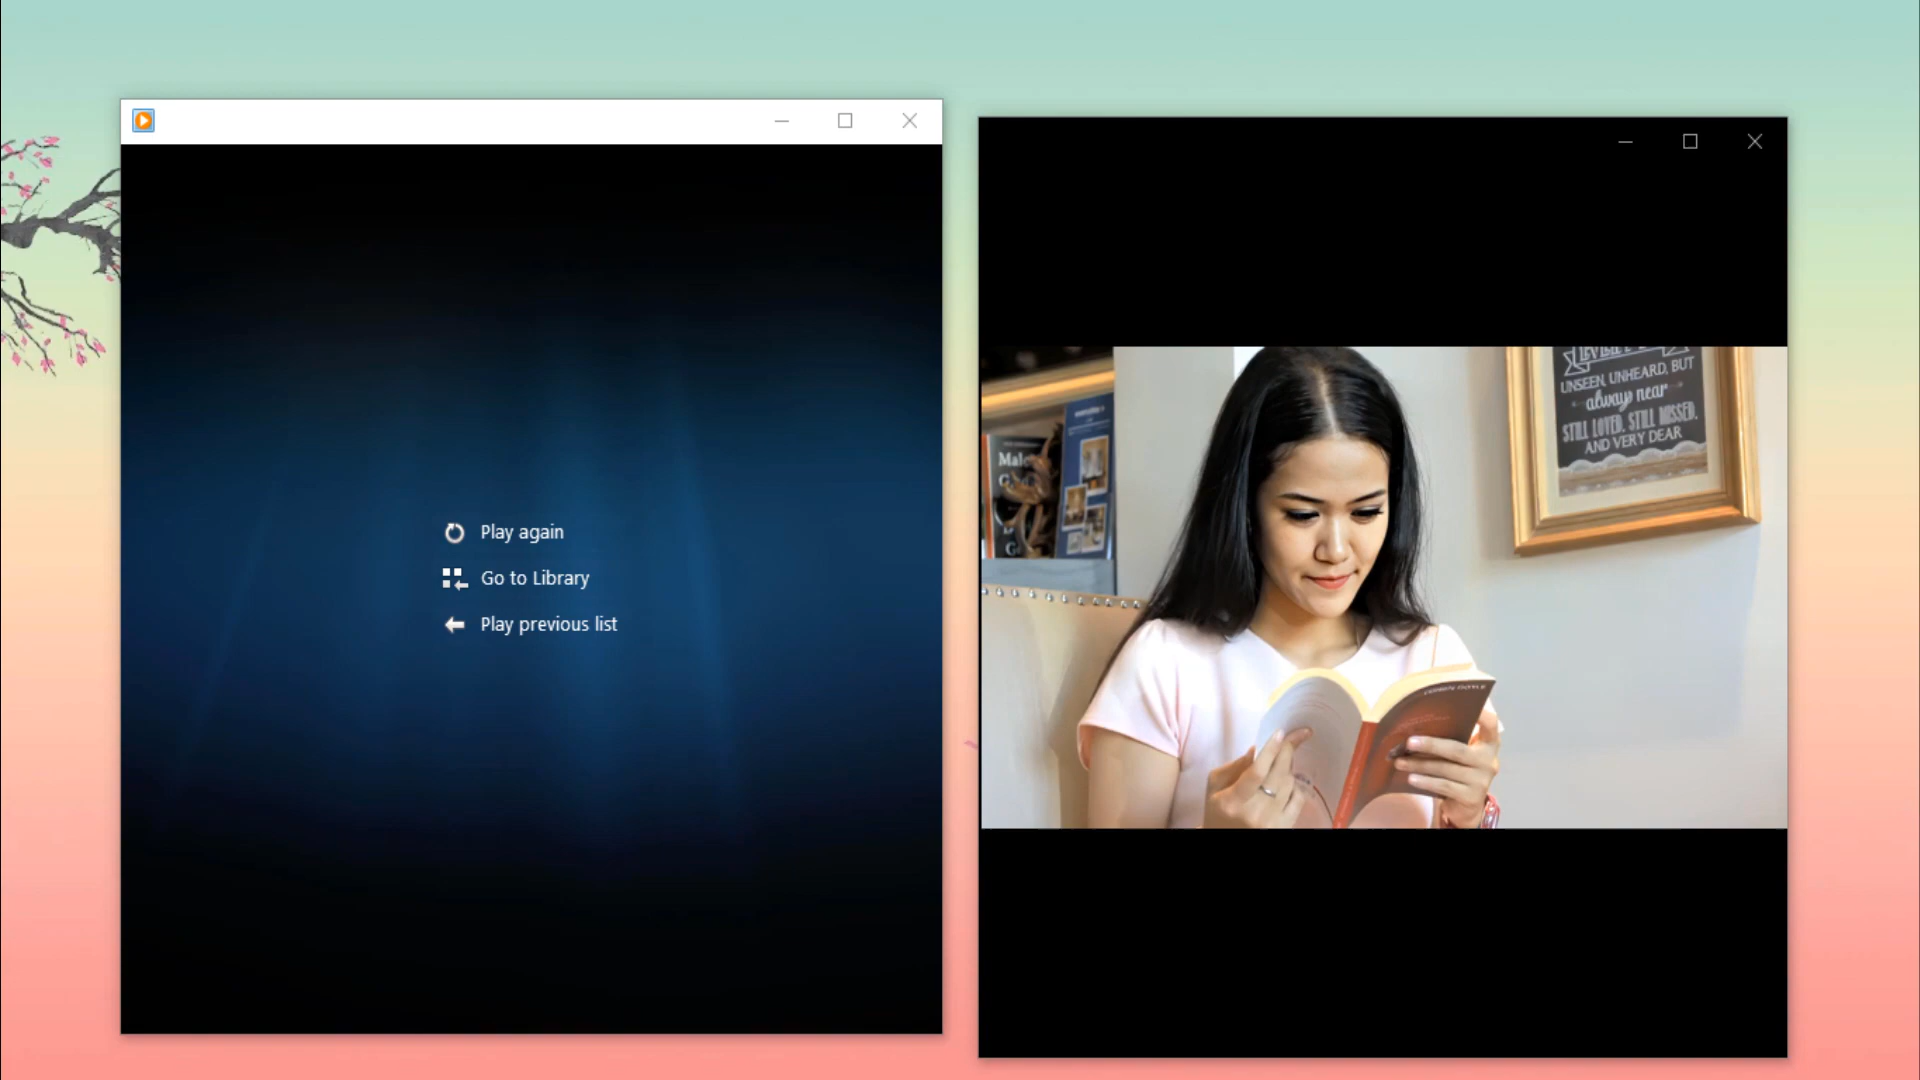 Play again
Go to Library
Play previous list
UNSEEN, UNHEARD, BUT
always near
STILL LOVED, STILL MISSED,
AND VERY DEAR